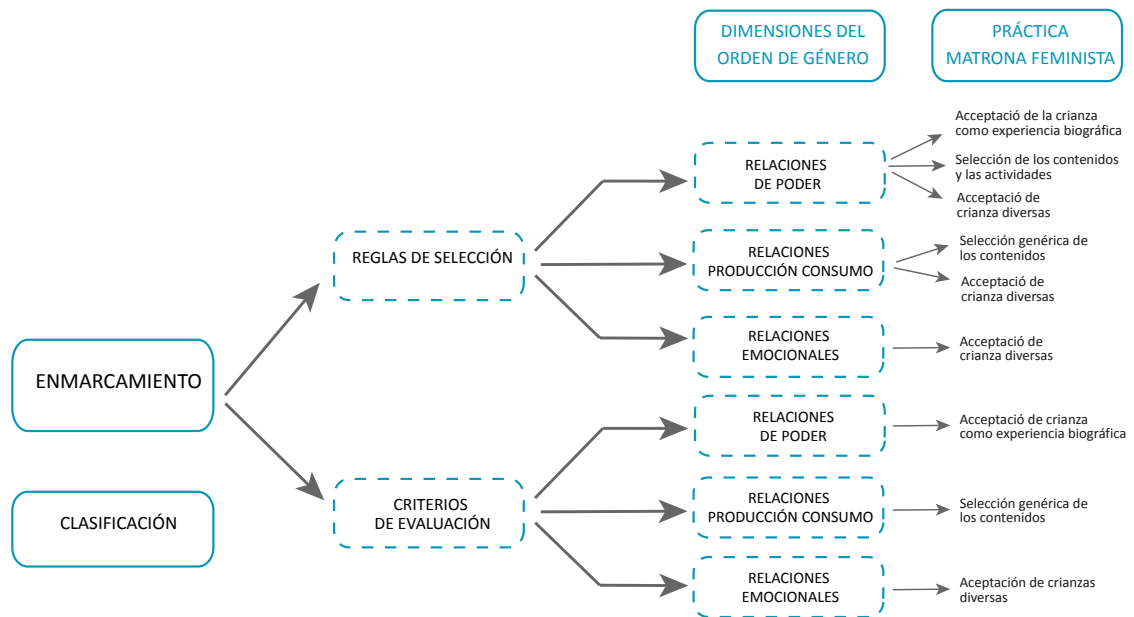 DIMENSIONES DEL
ORDEN DE GÉNERO
PRÁCTICA
MATRONA FEMINISTA
ENMARCAMIENTO
CLASIFICACIÓN
REGLAS DE SELECCIÓN
CRITERIOS
DE EVALUACIÓN
RELACIONES
DE PODER
Acceptació de la crianza
como experiencia biográfica
Selección de los contenidos
y las actividades
Acceptació de
crianza diversas
RELACIONES
PRODUCCIÓN CONSUMO
Selección genérica de
los contenidos
Acceptació de
crianza diversas
RELACIONES
EMOCIONALES
Acceptació de
crianza diversas
RELACIONES
DE PODER
Acceptació de crianza
como experiencia biográfica
RELACIONES
PRODUCCIÓN CONSUMO
Selección genérica de
los contenidos
RELACIONES
EMOCIONALES
Aceptación de crianzas
diversas